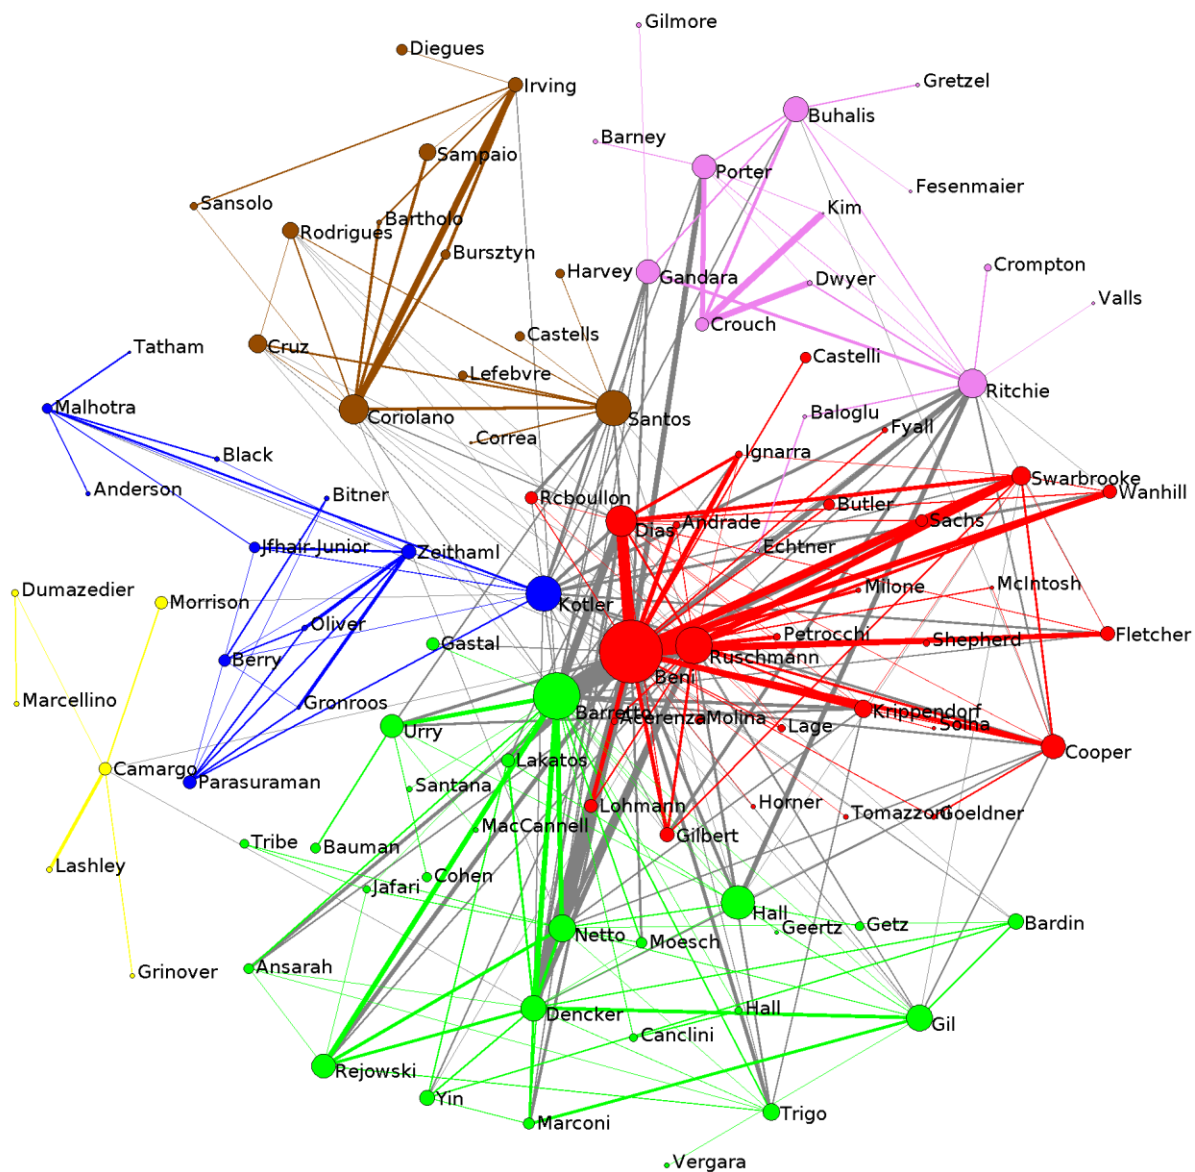 Gilmore
Diegues
Irving
Gretzel
Buhalis
Barney
Sampaio
Porter
Fesenmaier
Sansolo
Kim
Bartholo
Rodrigues
Bursztyn
Harvey
Gandara
Crompton
Dwyer
Valls
Crouch
Castells
Cruz
Tatham
Castelli
Lefebvre
Ritchie
Malhotra
Coriolano
Santos
Baloglu
Fyall
Correa
Black
Ignarra
Swarbrooke
Anderson
Bitner
Rcboullon
Butler
Wanhill
Dias
Andrade
Sachs
Jfhair-Junior
Zeithaml
Echtner
Dumazedier
Morrison
Kotler
Milone
McIntosh
Oliver
Gastal
Petrocchi
Shepherd
Fletcher
Berry
Beni
Ruschmann
Marcellino
Gronroos
Barretto
Acerenza
Molina
Krippendorf
Urry
Lage
Solha
Camargo
Parasuraman
Lakatos
Cooper
Santana
Lohmann
Horner
Tomazzoni
Goeldner
MacCannell
Gilbert
Tribe
Bauman
Lashley
Cohen
Jafari
Hall
Netto
Moesch
Geertz
Getz
Bardin
Grinover
Ansarah
Dencker
Hall
Gil
Canclini
Rejowski
Yin
Marconi
Trigo
Vergara